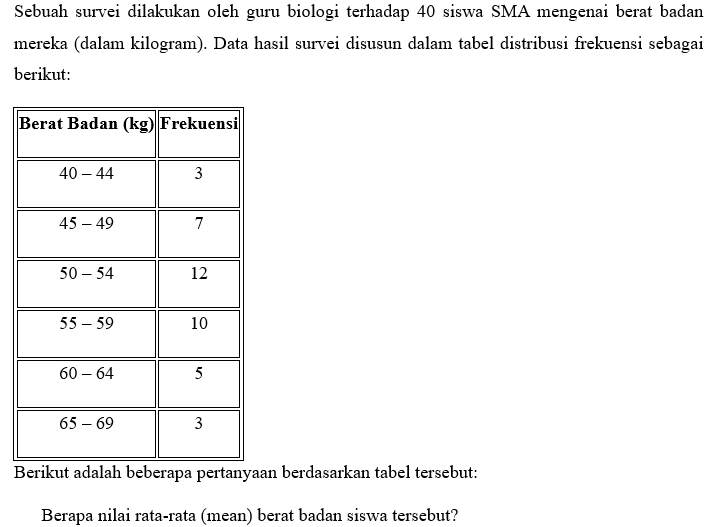 Sebuah survei dilakukan oleh guru biologi terhadap 40 siswa SMA mengenai berat badan
mereka (dalam kilogram). Data hasil survei disusun dalam tabel distribusi frekuensi sebagai
berikut:
Berat Badan (kg) Frekuensi
40 – 44 3
45 – 49 7
50 – 54 12
55 – 59 10
60 – 64 5
65 – 69 3
Berikut adalah beberapa pertanyaan berdasarkan tabel tersebut:
Berapa nilai rata-rata (mean) berat badan siswa tersebut?